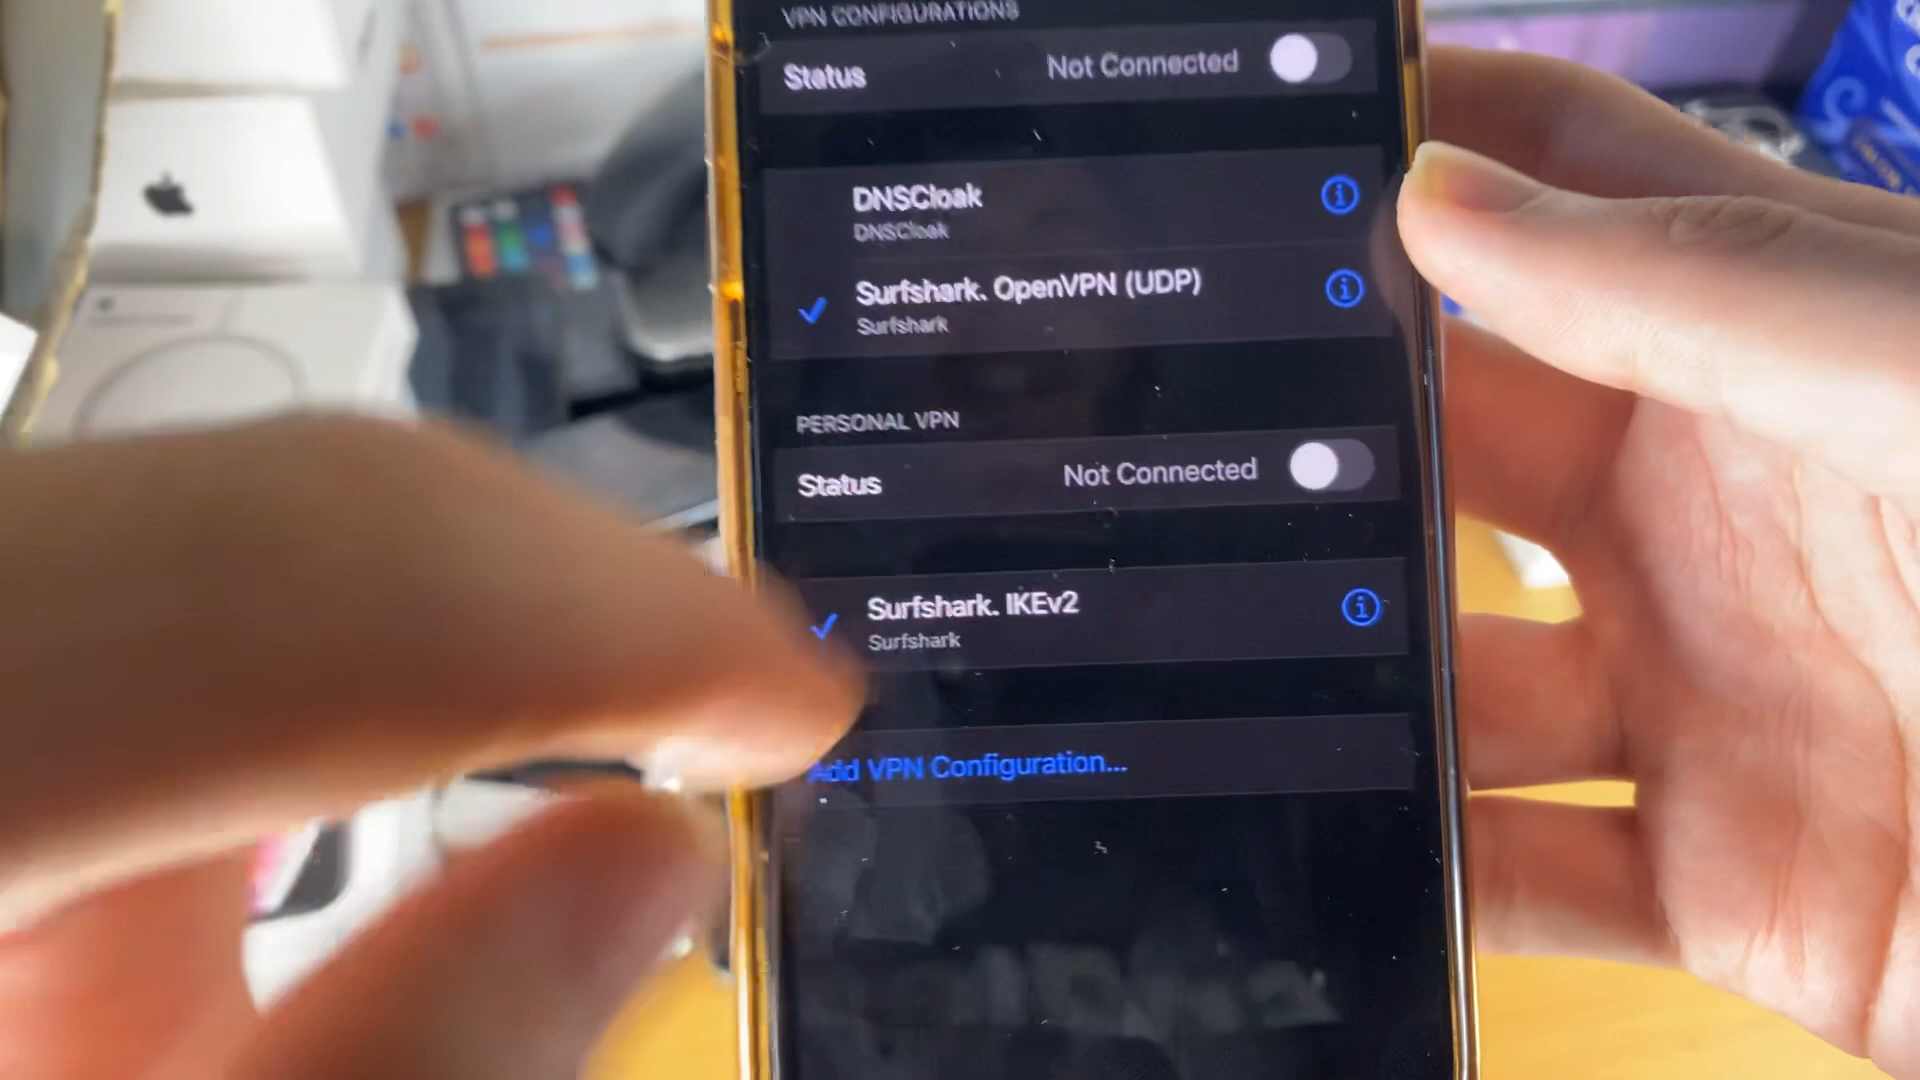 VPN CONFIGURATIONS
Status Not Connected
DNSCloak
DNSCloak
Surfshark. OpenVPN (UDP)
Surfshark
PERSONAL VPN
Status Not Connected
Surfshark. IKEv2
Surfshark
Add VPN Configuration...